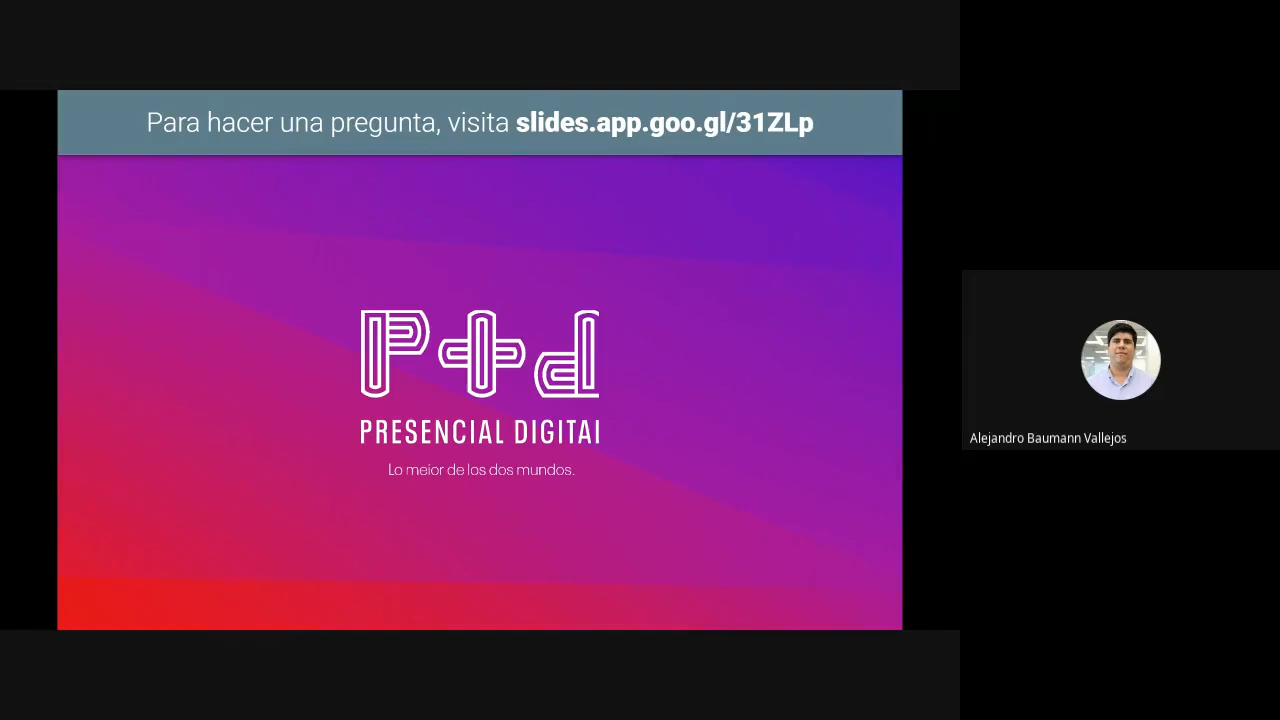 Para hacer una pregunta, visita slides.app.goo.gl/31ZLp
P+d
PRESENCIAL DIGITAL
Lo mejor de los dos mundos.
Alejandro Baumann Vallejos